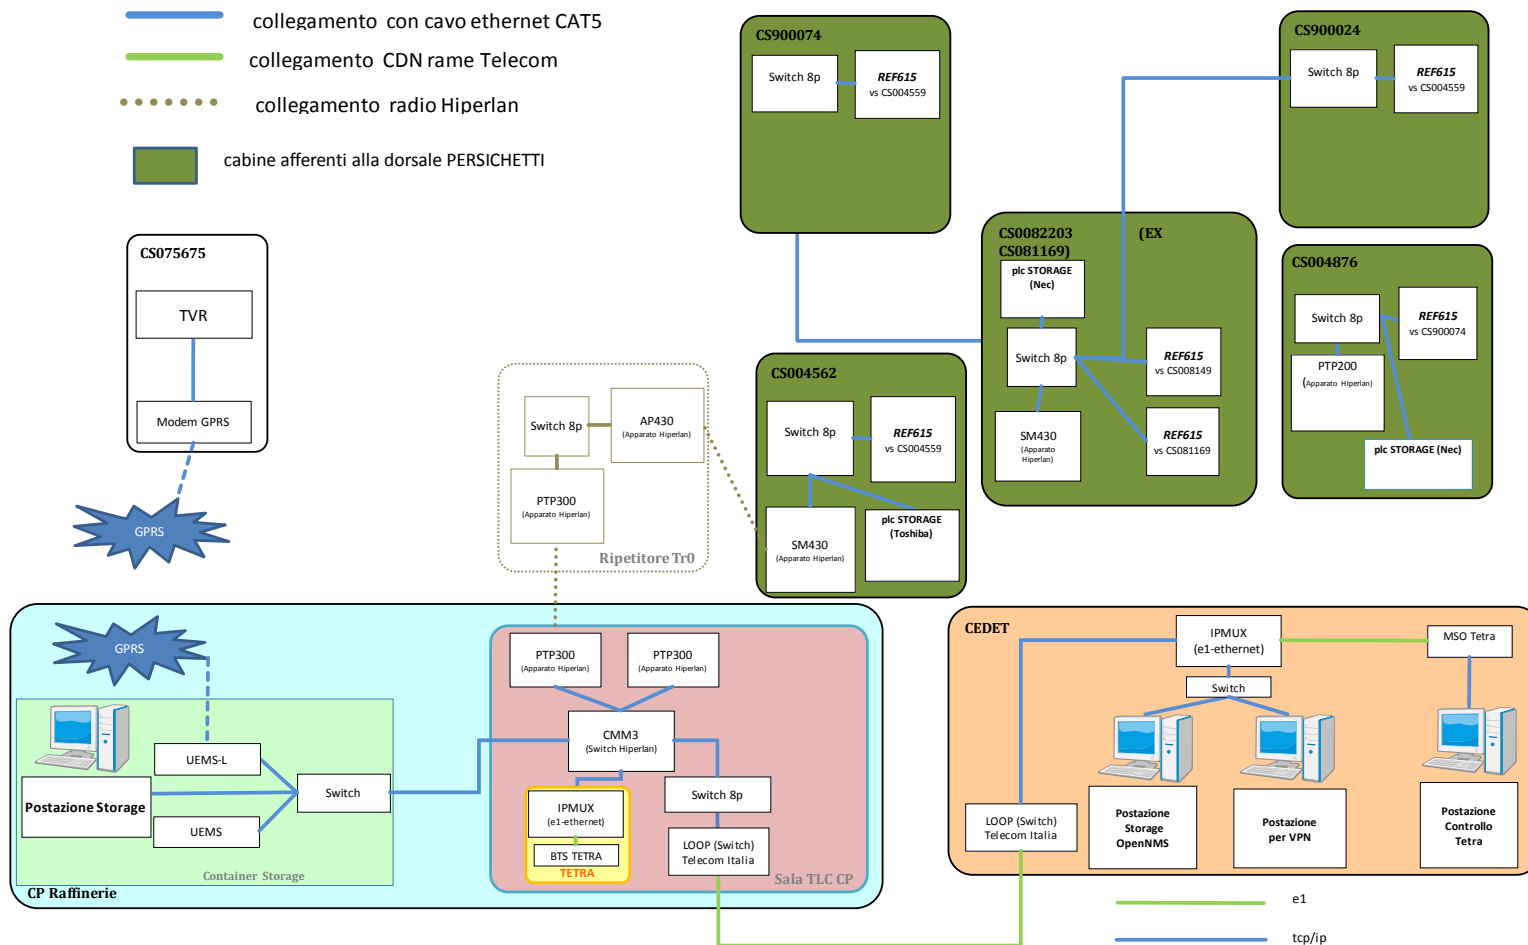 collegamento con cavo ethernet CAT5
collegamento CDN rame Telecom
collegamento radio Hiperlan
cabine afferenti alla dorsale PERSICHETTI
CS900074
Switch 8p
REF615
vs CS004559
CS900024
Switch 8p
REF615
vs CS004559
CS075675
TVR
Modem GPRS
GPRS
CS0082203 (EX
CS081169)
plc STORAGE
(Nec)
Switch 8p
REF615
vs CS008149
SM430
(Apparato
Hiperlan)
REF615
vs CS081169
CS004876
Switch 8p
REF615
vs CS900074
PTP200
(Apparato Hiperlan)
plc STORAGE (Nec)
Switch 8p
AP430
(Apparato Hiperlan)
PTP300
(Apparato Hiperlan)
Ripetitore Tr0
CS004562
Switch 8p
REF615
vs CS004559
SM430
(Apparato Hiperlan)
plc STORAGE
(Toshiba)
GPRS
UEMS-L
Postazione Storage
UEMS
Switch
Container Storage
CP Raffinerie
PTP300
(Apparato Hiperlan)
PTP300
(Apparato Hiperlan)
CMM3
(Switch Hiperlan)
IPMUX
(e1-ethernet)
BTS TETRA
TETRA
Switch 8p
LOOP (Switch)
Telecom Italia
Sala TLC CP
CEDET
IPMUX
(e1-ethernet)
MSO Tetra
Switch
LOOP (Switch)
Telecom Italia
Postazione
Storage
OpenNMS
Postazione
per VPN
Postazione
Controllo
Tetra
e1
tcp/ip